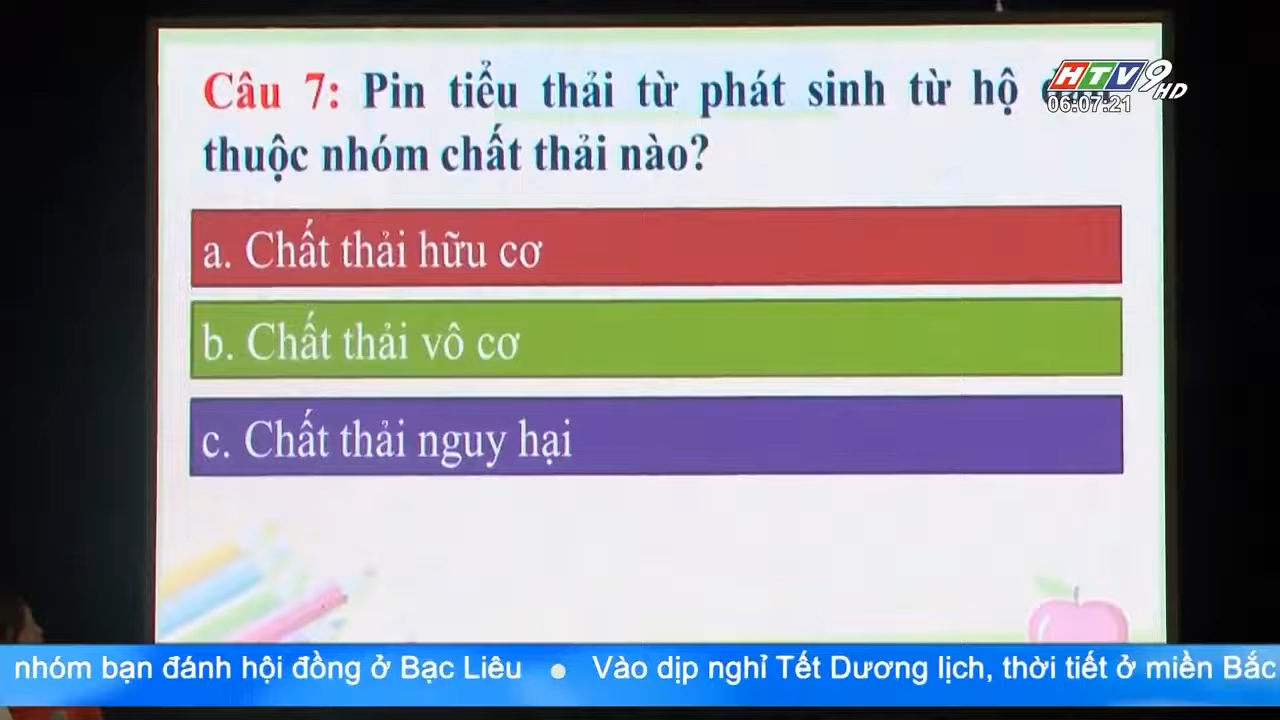 Câu 7: Pin tiểu thải từ phát sinh từ hộ
thuộc nhóm chất thải nào?
a. Chất thải hữu cơ
b. Chất thải vô cơ
c. Chất thải nguy hại
HTV9 HD
06:07:21
nhóm bạn đánh hội đồng ở Bạc Liêu • Vào dịp nghỉ Tết Dương lịch, thời tiết ở miền Bắc